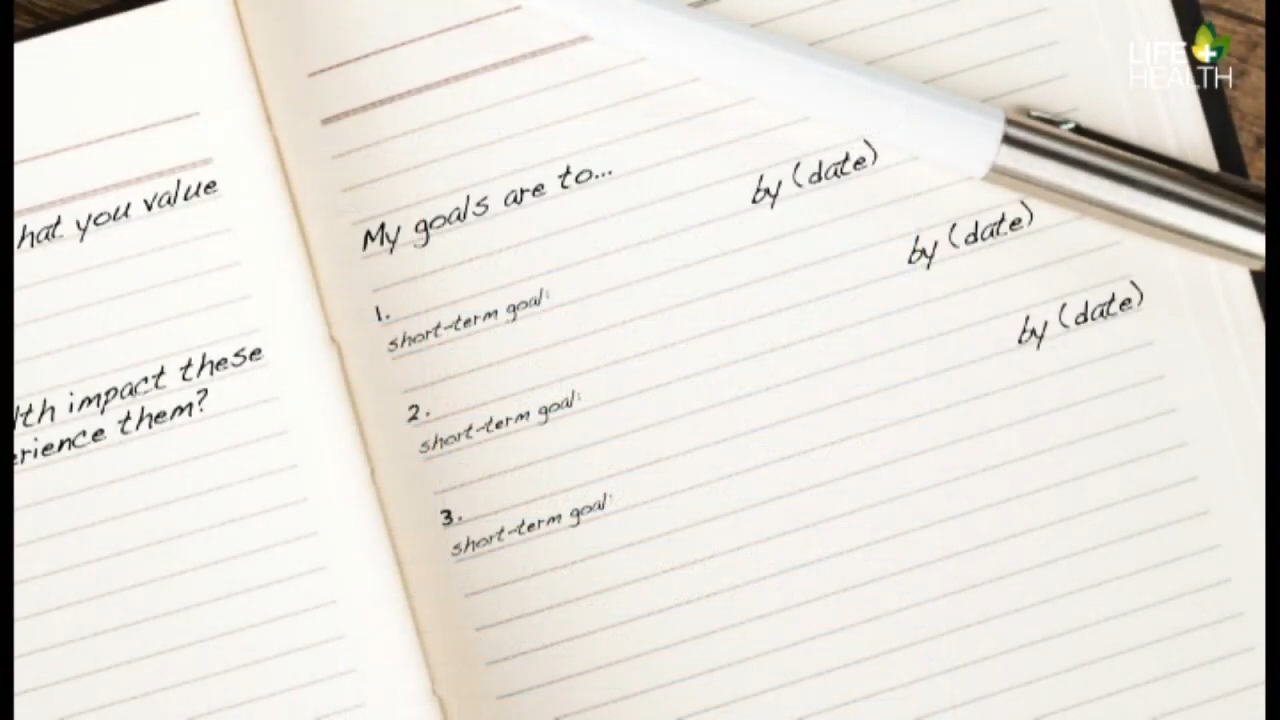 LIFE
HEALTH
hat you value
lth impact these
rience them?
My goals are to...
by (date)
by (date)
by (date)
1.
short-term goal:
2.
short-term goal:
3.
short-term goal: